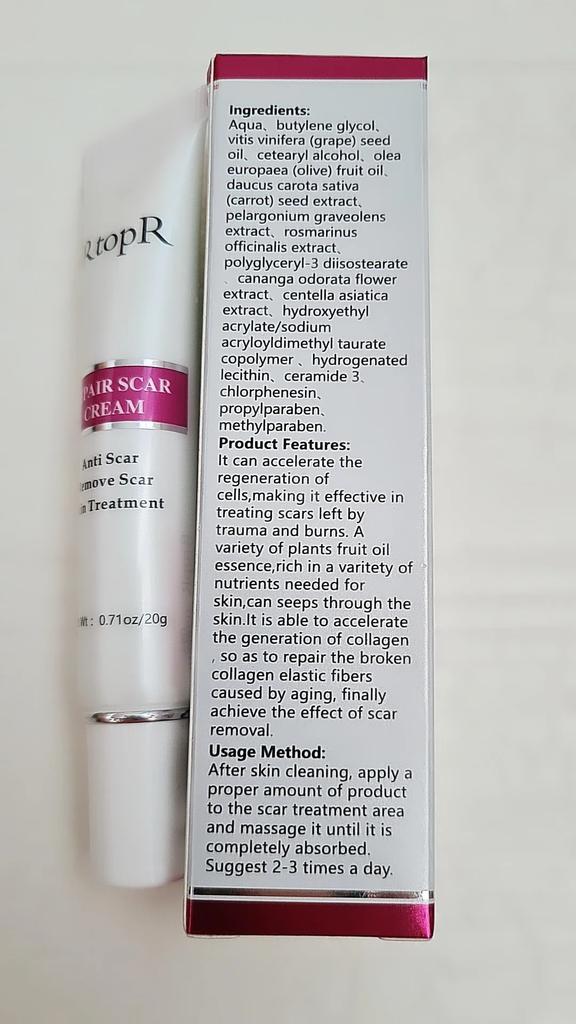 topR
PAIR SCAR
CREAM
Anti Scar
emove Scar
n Treatment
Wt : 0.71oz/20g
Ingredients:
Aqua、butylene glycol、
vitis vinifera (grape) seed
oil、cetearyl alcohol、olea
europaea (olive) fruit oil、
daucus carota sativa
(carrot) seed extract、
pelargonium graveolens
extract、rosmarinus
officinalis extract、
polyglyceryl-3 diisostearate
、cananga odorata flower
extract、centella asiatica
extract、hydroxyethyl
acrylate/sodium
acryloyldimethyl taurate
copolymer 、hydrogenated
lecithin、ceramide 3、
chlorphenesin、
propylparaben、
methylparaben.
Product Features:
It can accelerate the
regeneration of
cells,making it effective in
treating scars left by
trauma and burns. A
variety of plants fruit oil
essence,rich in a varitety of
nutrients needed for
skin,can seeps through the
skin.It is able to accelerate
the generation of collagen
, so as to repair the broken
collagen elastic fibers
caused by aging, finally
achieve the effect of scar
removal.
Usage Method:
After skin cleaning, apply a
proper amount of product
to the scar treatment area
and massage it until it is
completely absorbed.
Suggest 2-3 times a day.